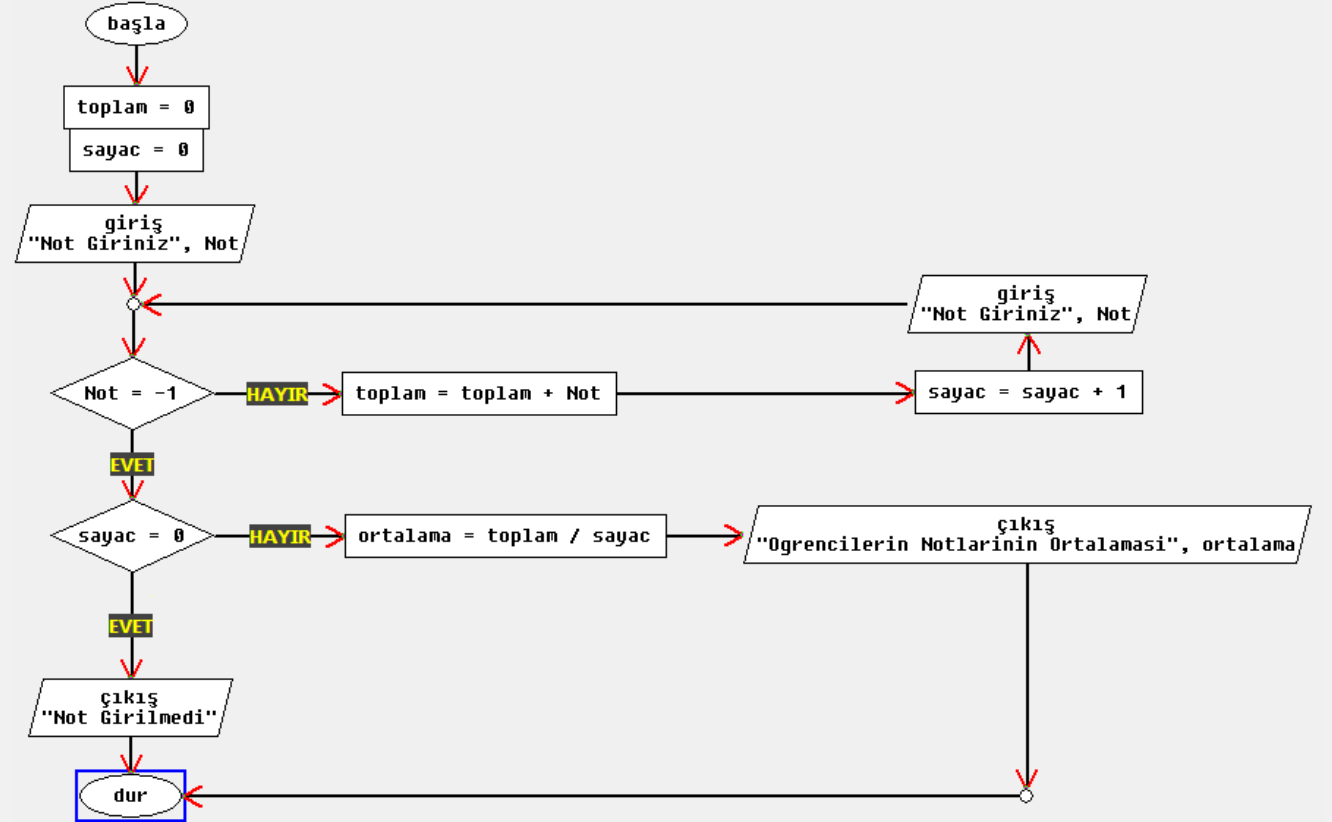 başla
toplam = 0
sayac = 0
giriş
"Not Giriniz", Not
giriş
"Not Giriniz", Not
Not = -1
HAYIR
toplam = toplam + Not
sayac = sayac + 1
EVET
sayac = 0
HAYIR
ortalama = toplam / sayac
çıkış
"Ogrencilerin Notlarinin Ortalamasi", ortalama
EVET
çıkış
"Not Girilmedi"
dur